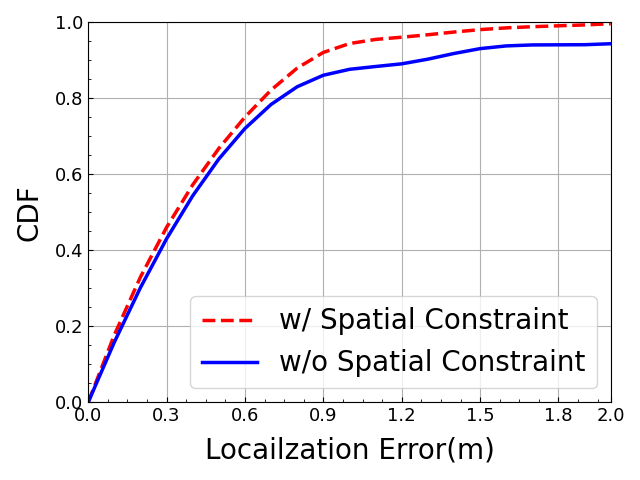 1.0
0.8
0.6
0.4
0.2
0.0
CDF
w/ Spatial Constraint
w/o Spatial Constraint
0.0 0.3 0.6 0.9 1.2 1.5 1.8 2.0
Locailzation Error(m)